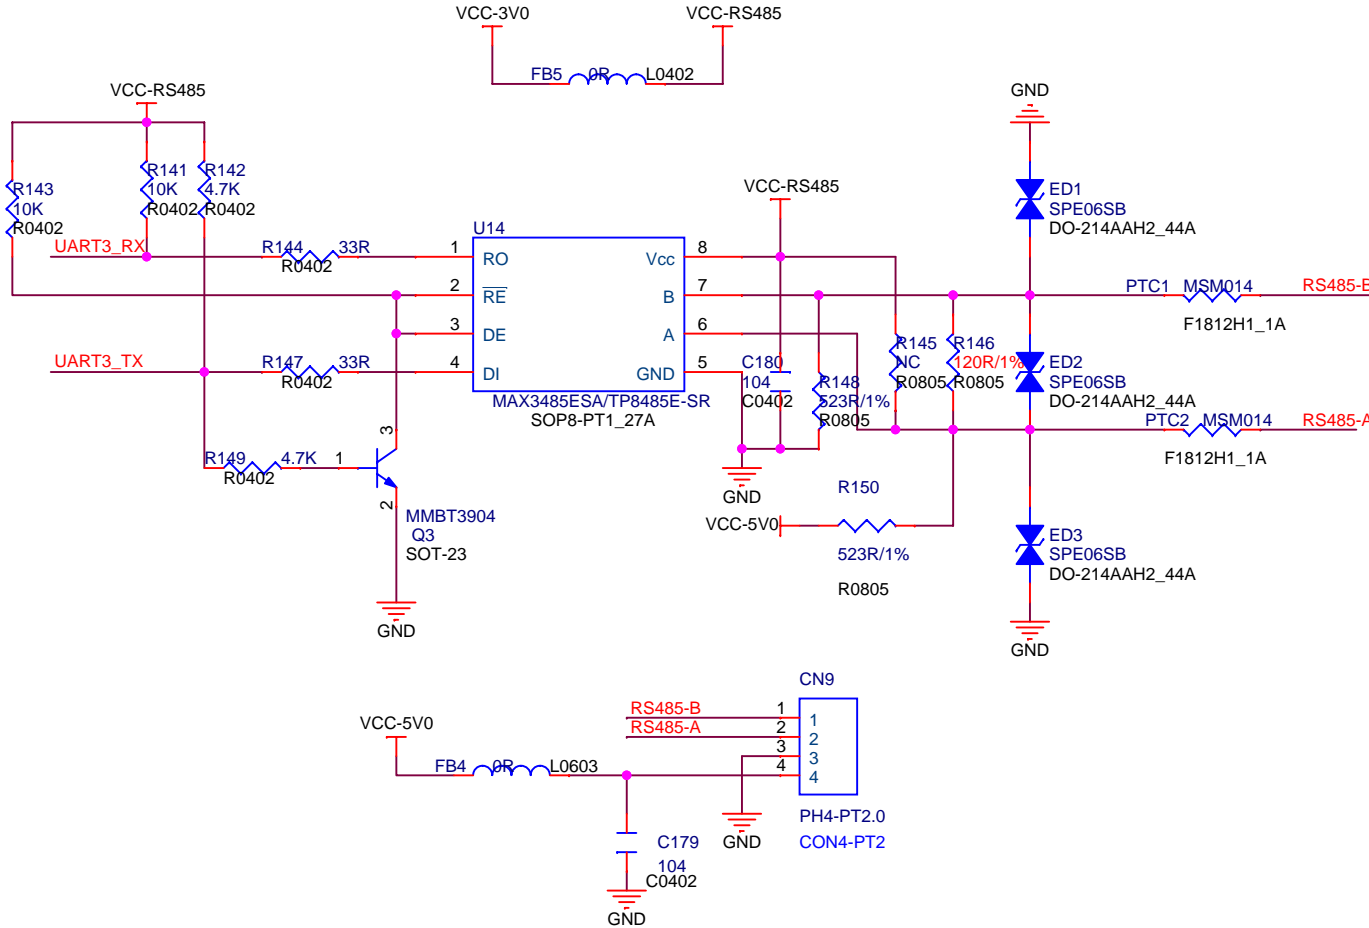 VCC-3V0
VCC-RS485
FB5
0R
L0402
VCC-RS485
R143
10K
R0402
R141
10K
R0402
R142
4.7K
R0402
UART3_RX
R144
33R
R0402
UART3_TX
R147
33R
R0402
R149
4.7K
R0402
1
3
2
MMBT3904
Q3
SOT-23
GND
U14
1
RO
2
RE
3
DE
4
DI
8
Vcc
7
B
6
A
5
GND
MAX3485ESA/TP8485E-SR
SOP8-PT1_27A
VCC-RS485
C180
104
C0402
R148
523R/1%
R0805
R145
NC
R0805
R146
120R/1%
R0805
GND
VCC-5V0
R150
523R/1%
R0805
GND
ED1
SPE06SB
DO-214AAH2_44A
ED2
SPE06SB
DO-214AAH2_44A
ED3
SPE06SB
DO-214AAH2_44A
GND
PTC1
MSM014
F1812H1_1A
RS485-B
PTC2
MSM014
F1812H1_1A
RS485-A
CN9
RS485-B
1
1
RS485-A
2
2
3
3
4
4
PH4-PT2.0
CON4-PT2
VCC-5V0
FB4
0R
L0603
C179
104
C0402
GND
GND